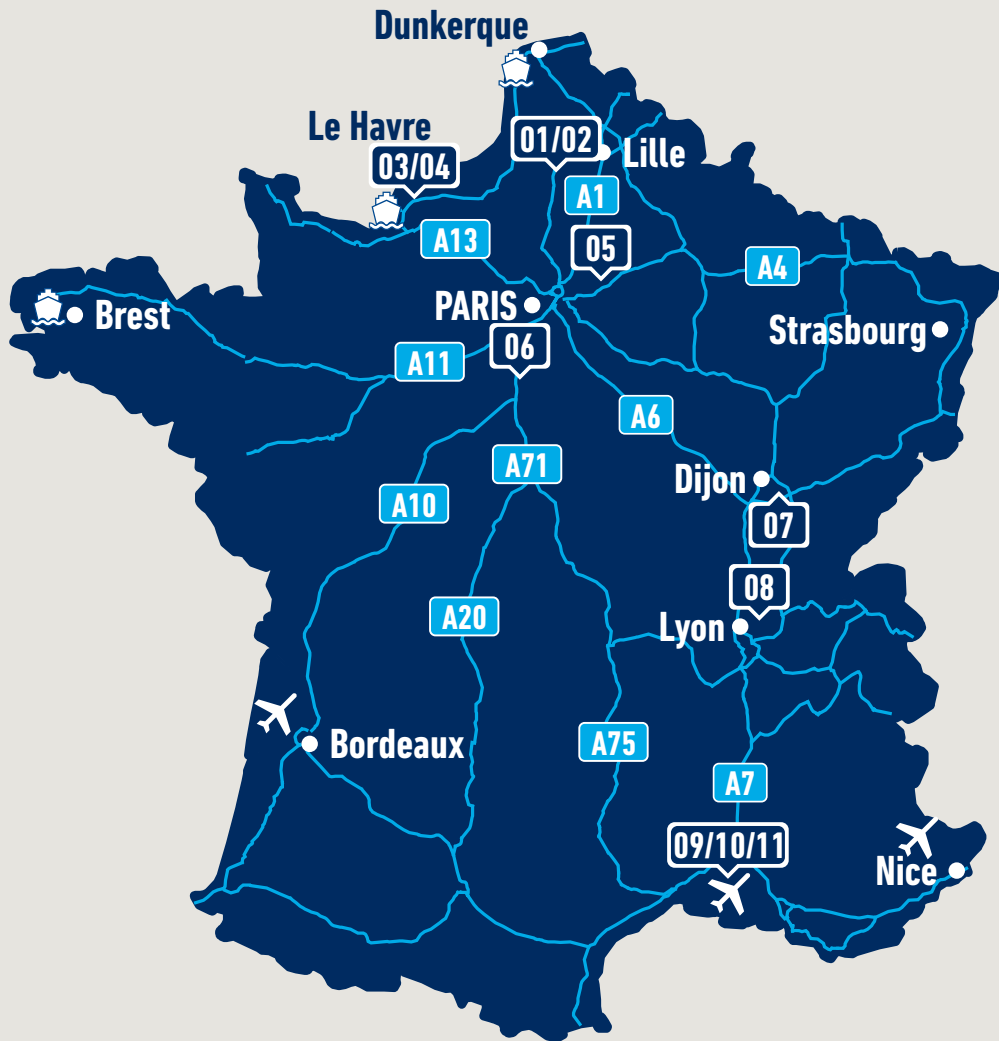 Dunkerque
Le Havre
01/02
Lille
03/04
A1
A13
05
A4
PARIS
Brest
Strasbourg
06
A11
A6
A71
Dijon
A10
07
08
A20
Lyon
Bordeaux
A75
A7
09/10/11
Nice